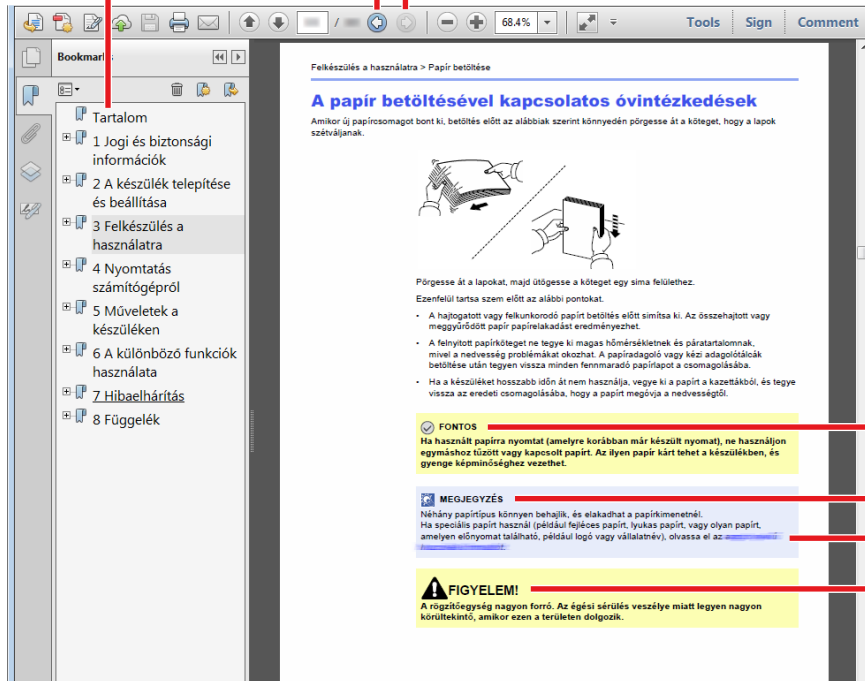 /
68.4%
Tools
Sign
Comment
Bookmark
Tartalom
1 Jogi és biztonsági
információk
2 A készülék telepítése
és beállítása
3 Felkészülés a
használatra
4 Nyomtatás
számítógépről
5 Műveletek a
készüléken
6 A különböző funkciók
használata
7 Hibaelhárítás
8 Függelék
Felkészülés a használatra > Papír betöltése
A papír betöltésével kapcsolatos óvintézkedések
Amikor új papírcsomagot bont ki, betöltés előtt az alábbiak szerint könnyedén pörgesse át a köteget, hogy a lapok
szétváljanak.
Pörgesse át a lapokat, majd ütögesse a köteget egy sima felülethez.
Ezenfelül tartsa szem előtt az alábbi pontokat.
• A hajtogatott vagy felkunkorodó papírt betöltés előtt simítsa ki. Az összehajtott vagy
meggyűrődött papír papírelakadást eredményezhet.
• A felnyitott papírköteget ne tegye ki magas hőmérsékletnek és páratartalomnak,
mivel a nedvesség problémákat okozhat. A papíradagoló vagy kézi adagolótálcák
betöltése után tegyen vissza minden fennmaradó papírlapot a csomagolásába.
• Ha a készüléket hosszabb időn át nem használja, vegye ki a papírt a kazettákból, és tegye
vissza az eredeti csomagolásába, hogy a papírt megóvja a nedvességtől.
FONTOS
Ha használt papírra nyomtat (amelyre korábban már készült nyomat), ne használjon
egymáshoz tűzött vagy kapcsolt papírt. Az ilyen papír kárt tehet a készülékben, és
gyenge képminőséghez vezethet.
MEGJEGYZÉS
Néhány papírtípus könnyen behajlik, és elakadhat a papírkimenetnél.
Ha speciális papírt használ (például fejléces papírt, lyukas papírt, vagy olyan papírt,
amelyen előnyomat található, például logó vagy vállalatnév), olvassa el az
FIGYELEM!
A rögzítőegység nagyon forró. Az égési sérülés veszélye miatt legyen nagyon
körültekintő, amikor ezen a területen dolgozik.